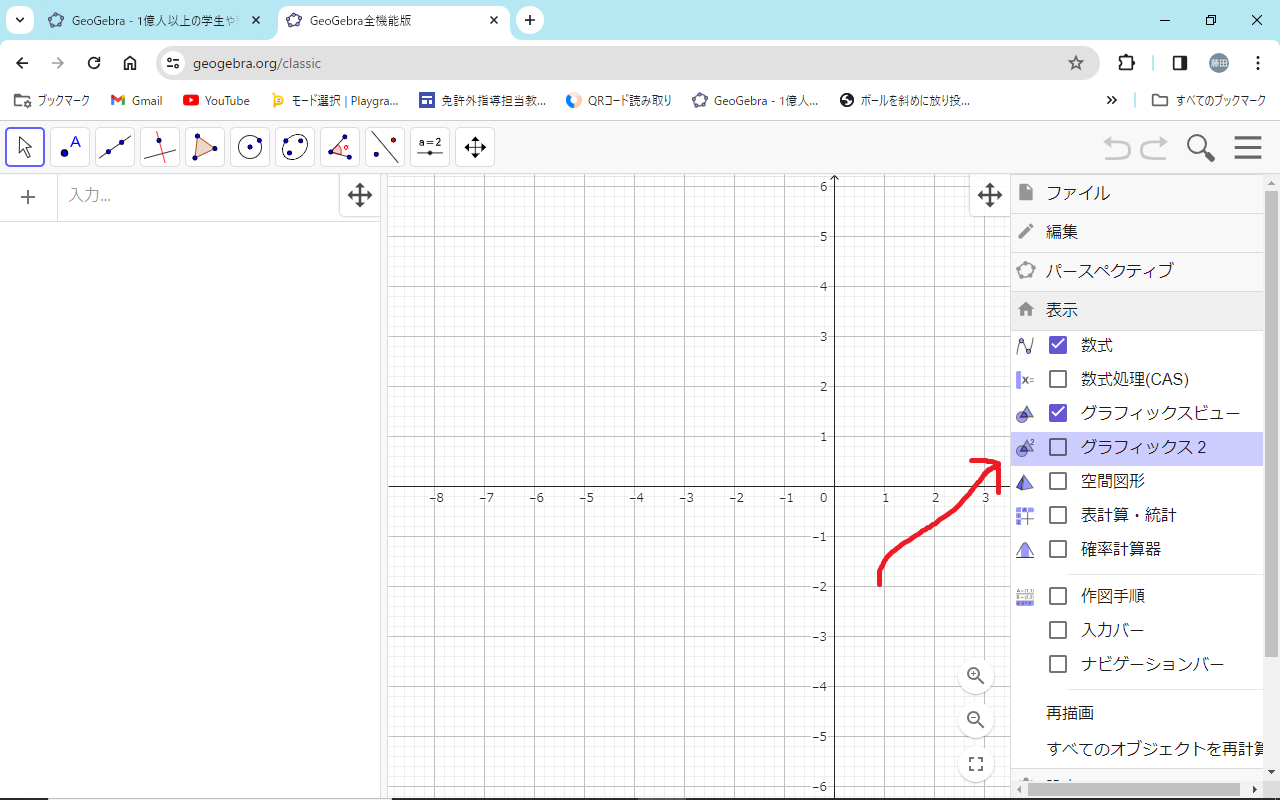 GeoGebra - 1億人以上の学生や
GeoGebra全機能版
geogebra.org/classic
藤田
ブックマーク
Gmail
YouTube
モード選択 | Playgra...
免許外指導担当教...
QRコード読み取り
GeoGebra - 1億人...
ボールを斜めに放り投...
すべてのブックマーク
A
a=2
入力...
6
5
4
3
2
1
-8 -7 -6 -5 -4 -3 -2 -1 0 1 2 3
-1
-2
-3
-4
-5
-6
ファイル
編集
パースペクティブ
表示
数式
x= 数式処理(CAS)
グラフィックスビュー
2 グラフィックス 2
空間図形
表計算・統計
確率計算器
作図手順
入力バー
ナビゲーションバー
再描画
すべてのオブジェクトを再計算